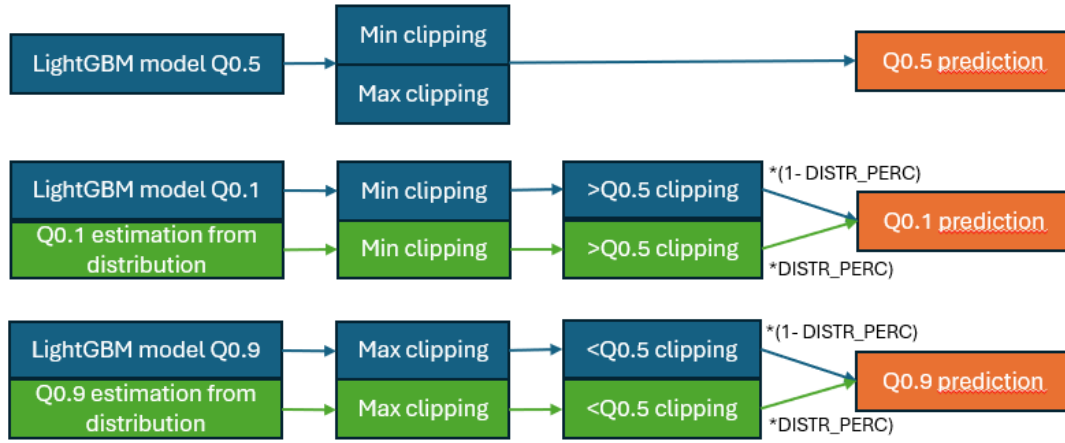 LightGBM model Q0.5
Min clipping
Max clipping
Q0.5 prediction
LightGBM model Q0.1
Min clipping
>Q0.5 clipping
*(1- DISTR_PERC)
Q0.1 prediction
Q0.1 estimation from
distribution
Min clipping
>Q0.5 clipping
*DISTR_PERC)
LightGBM model Q0.9
Max clipping
<Q0.5 clipping
*(1- DISTR_PERC)
Q0.9 prediction
Q0.9 estimation from
distribution
Max clipping
<Q0.5 clipping
*DISTR_PERC)